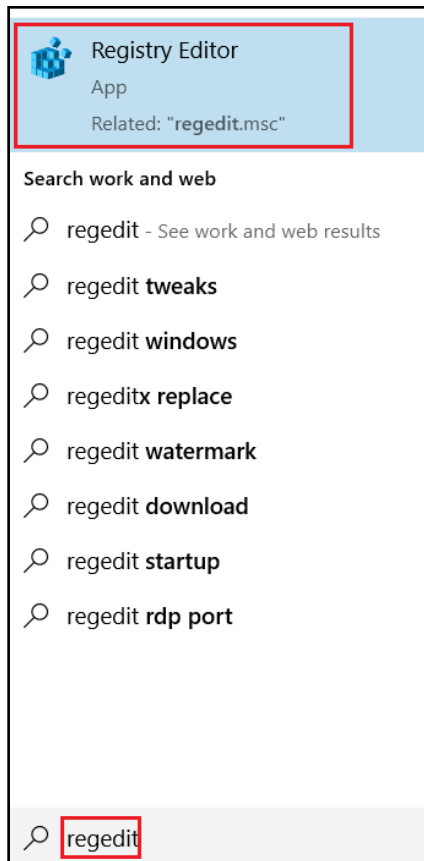 Registry Editor
App
Related: "regedit.msc"
Search work and web
regedit - See work and web results
regedit tweaks
regedit windows
regeditx replace
regedit watermark
regedit download
regedit startup
regedit rdp port
regedit